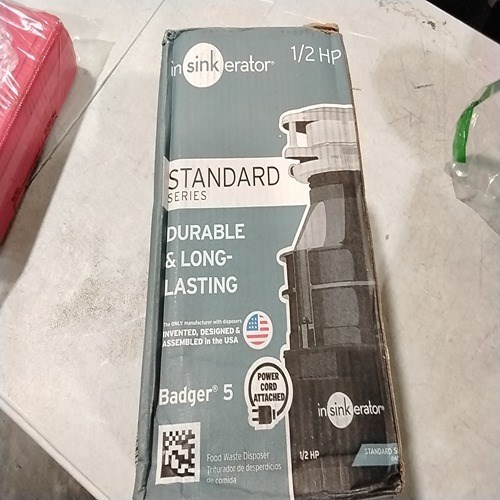 insinkerator®
1/2 HP
STANDARD
SERIES
DURABLE
& LONG-
LASTING
The ONLY manufacturer with disposers
INVENTED, DESIGNED &
ASSEMBLED in the USA
POWER
CORD
ATTACHED
Badger® 5
insinkerator®
Food Waste Disposer
Triturador de desperdicios
de comida
1/2 HP
STANDARD